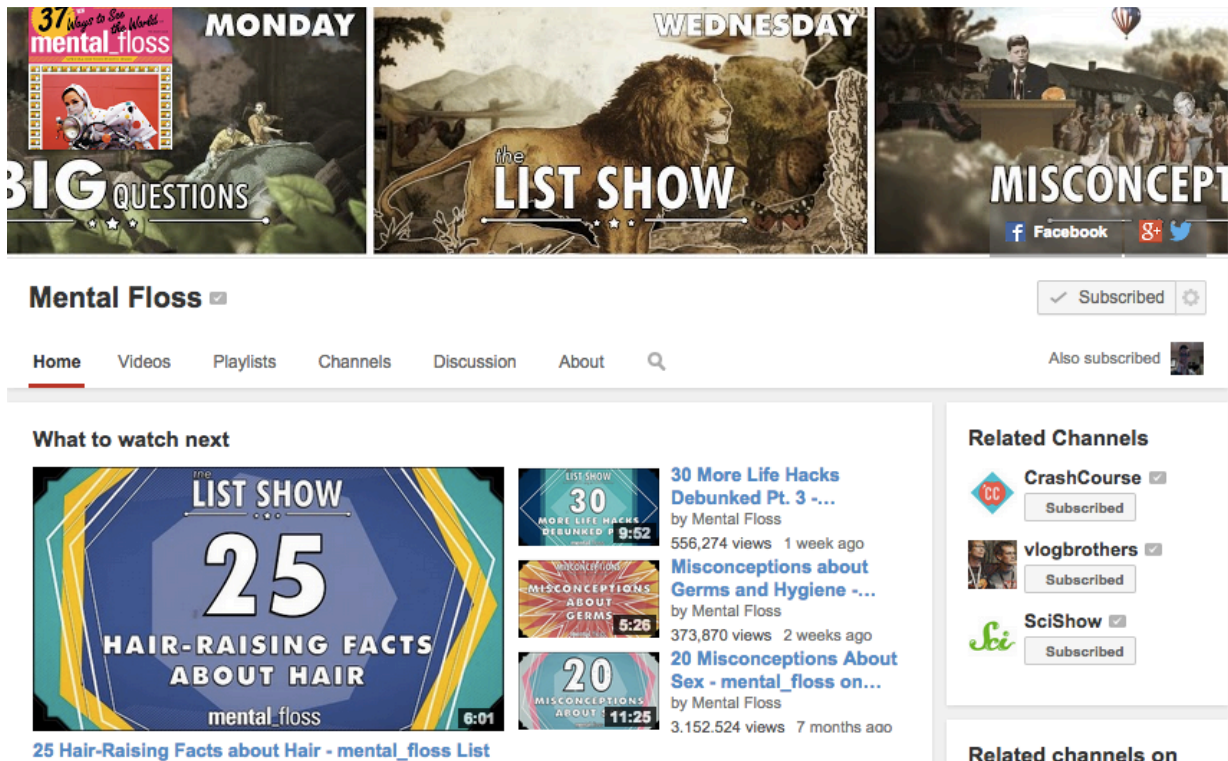 37 Ways to See
the World...
mental_floss
MONDAY
BIG QUESTIONS
WEDNESDAY
the
LIST SHOW
MISCONCEPT
Facebook
g+
Mental Floss
Subscribed
Home Videos Playlists Channels Discussion About
Also subscribed
What to watch next
the
LIST SHOW
25
HAIR-RAISING FACTS
ABOUT HAIR
mental_floss
6:01
25 Hair-Raising Facts about Hair - mental_floss List
LIST SHOW
30
MORE LIFE HACKS
DEBUNKED P
9:52
30 More Life Hacks
Debunked Pt. 3 -...
by Mental Floss
556,274 views 1 week ago
MISCONCEPTIONS
MISCONCEPTIONS
ABOUT
GERMS
5:26
Misconceptions about
Germs and Hygiene -...
by Mental Floss
373,870 views 2 weeks ago
20
MISCONCEPTIONS
ABOUT
11:25
20 Misconceptions About
Sex - mental_floss on...
by Mental Floss
3,152,524 views 7 months ago
Related Channels
CC
CrashCourse
Subscribed
vlogbrothers
Subscribed
Sci
SciShow
Subscribed
Related channels on